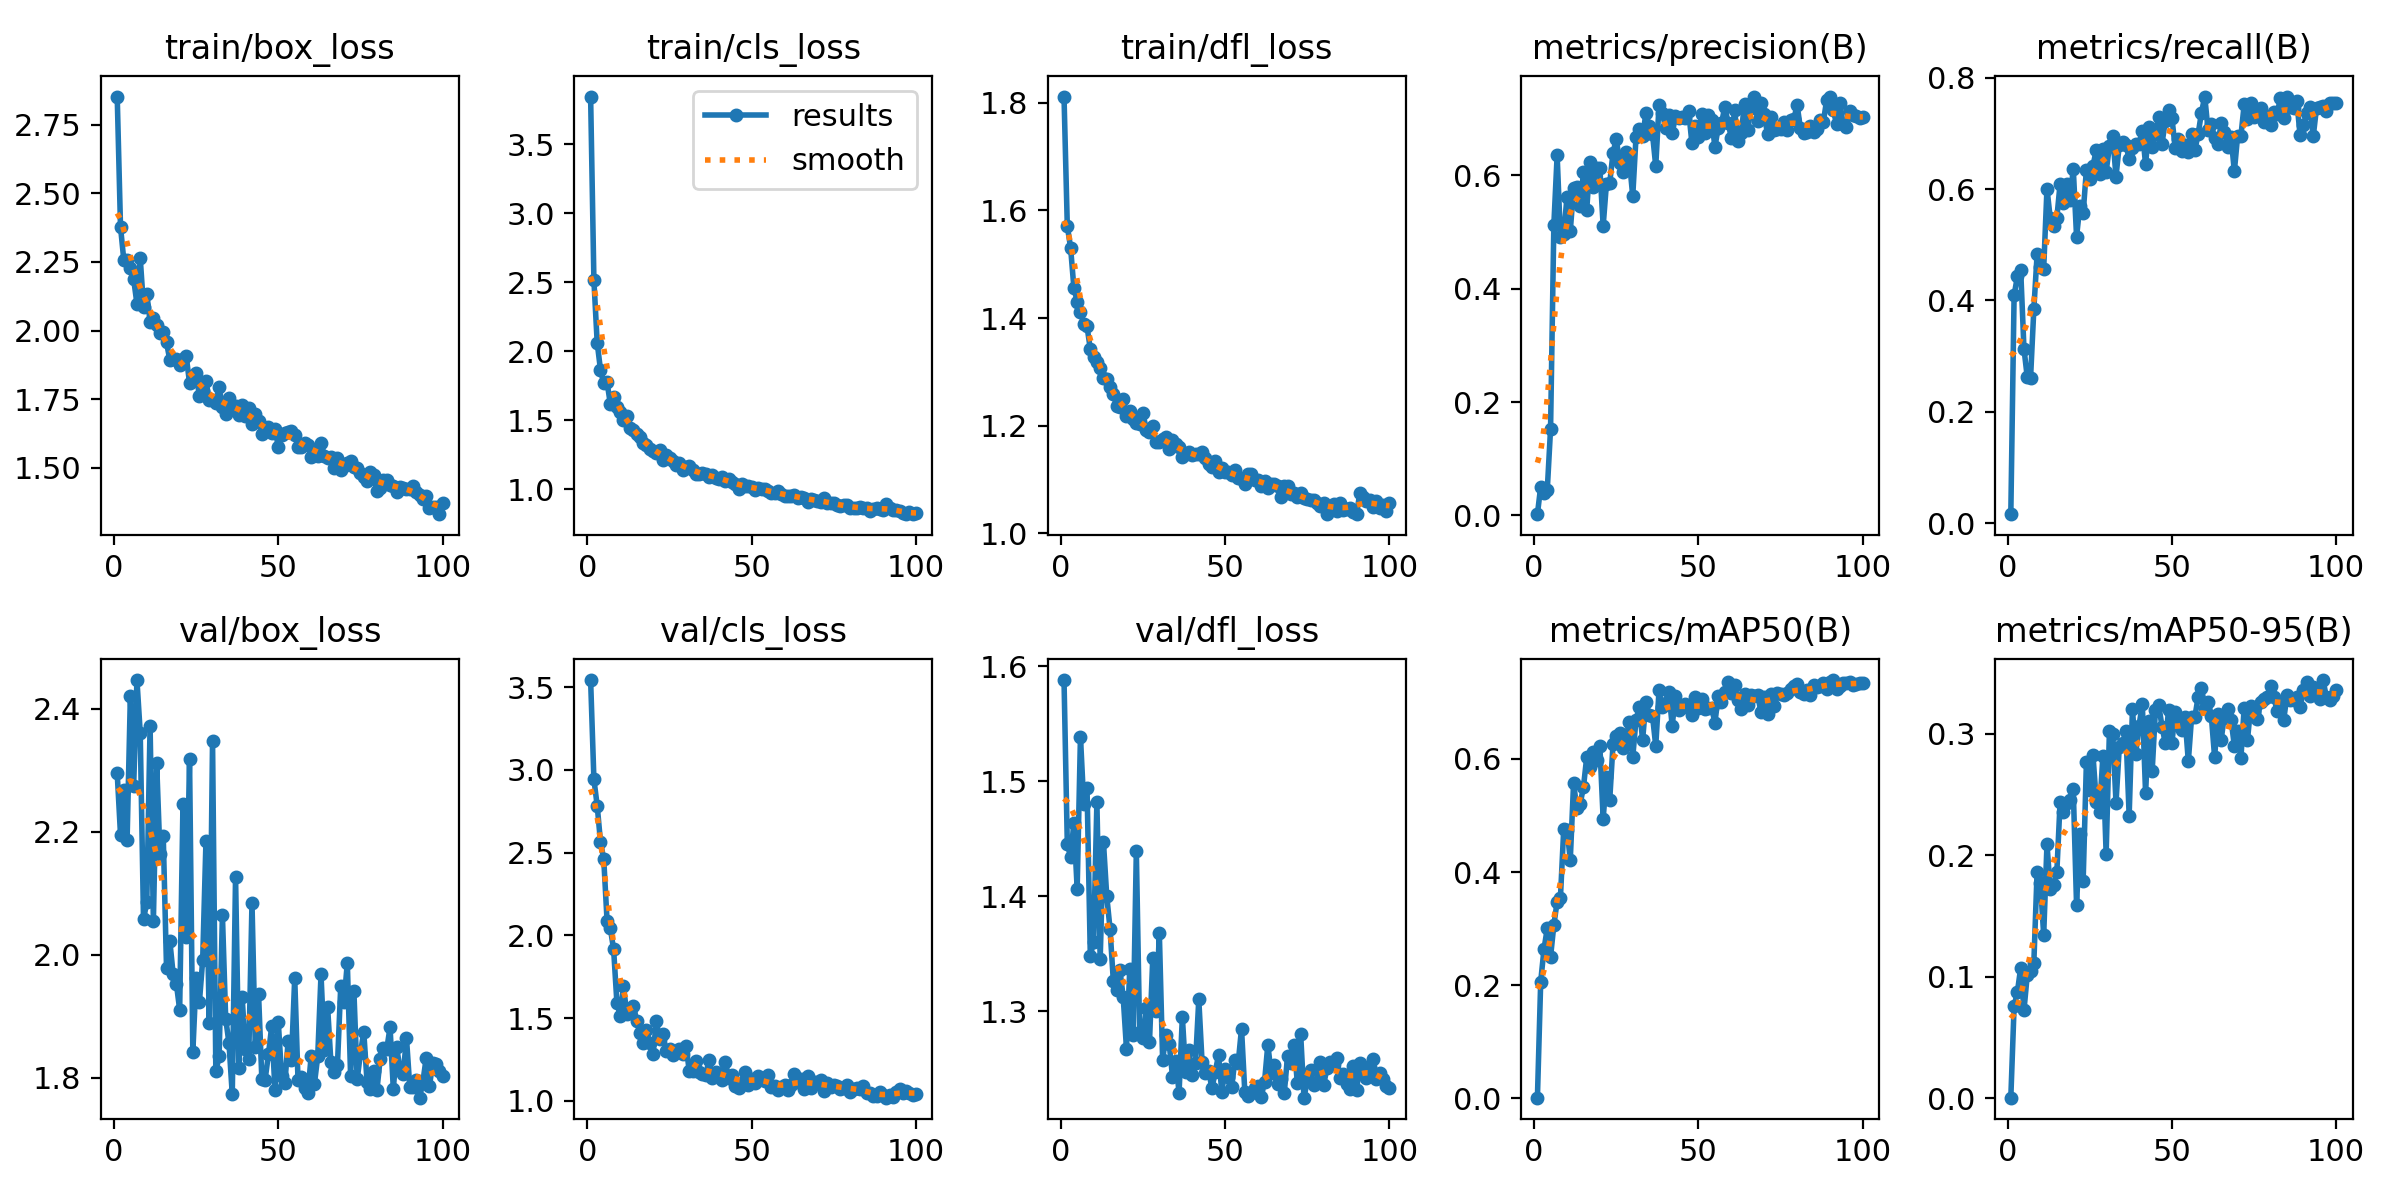 train/box_loss
2.75
2.50
2.25
2.00
1.75
1.50
0 50 100
train/cls_loss
results
smooth
3.5
3.0
2.5
2.0
1.5
1.0
0 50 100
train/dfl_loss
1.8
1.6
1.4
1.2
1.0
0 50 100
metrics/precision(B)
0.6
0.4
0.2
0.0
0 50 100
metrics/recall(B)
0.8
0.6
0.4
0.2
0.0
0 50 100
val/box_loss
2.4
2.2
2.0
1.8
0 50 100
val/cls_loss
3.5
3.0
2.5
2.0
1.5
1.0
0 50 100
val/dfl_loss
1.6
1.5
1.4
1.3
0 50 100
metrics/mAP50(B)
0.6
0.4
0.2
0.0
0 50 100
metrics/mAP50-95(B)
0.3
0.2
0.1
0.0
0 50 100